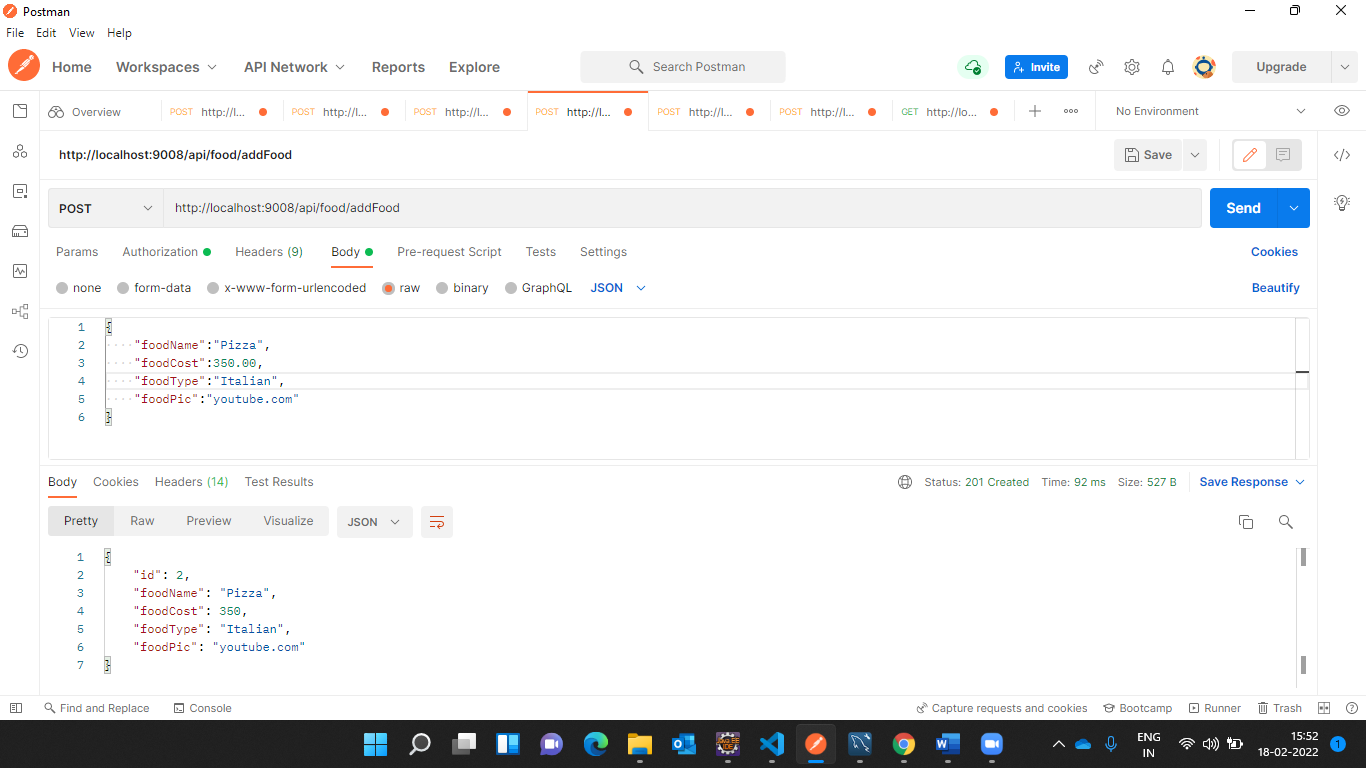 Postman
File Edit View Help
Home Workspaces API Network Reports Explore Search Postman Invite Upgrade
Overview POST http://l... POST http://l... POST http://l... POST http://l... POST http://l... POST http://l... GET http://lo... No Environment
http://localhost:9008/api/food/addFood Save
POST http://localhost:9008/api/food/addFood Send
Params Authorization Headers (9) Body Pre-request Script Tests Settings Cookies
none form-data x-www-form-urlencoded raw binary GraphQL JSON Beautify
1 {
2 "foodName":"Pizza",
3 "foodCost":350.00,
4 "foodType":"Italian",
5 "foodPic":"youtube.com"
6 }
Body Cookies Headers (14) Test Results Status: 201 Created Time: 92 ms Size: 527 B Save Response
Pretty Raw Preview Visualize JSON
1 {
2 "id": 2,
3 "foodName": "Pizza",
4 "foodCost": 350,
5 "foodType": "Italian",
6 "foodPic": "youtube.com"
7 }
Find and Replace Console Capture requests and cookies Bootcamp Runner Trash
ENG 15:52
IN 18-02-2022 1